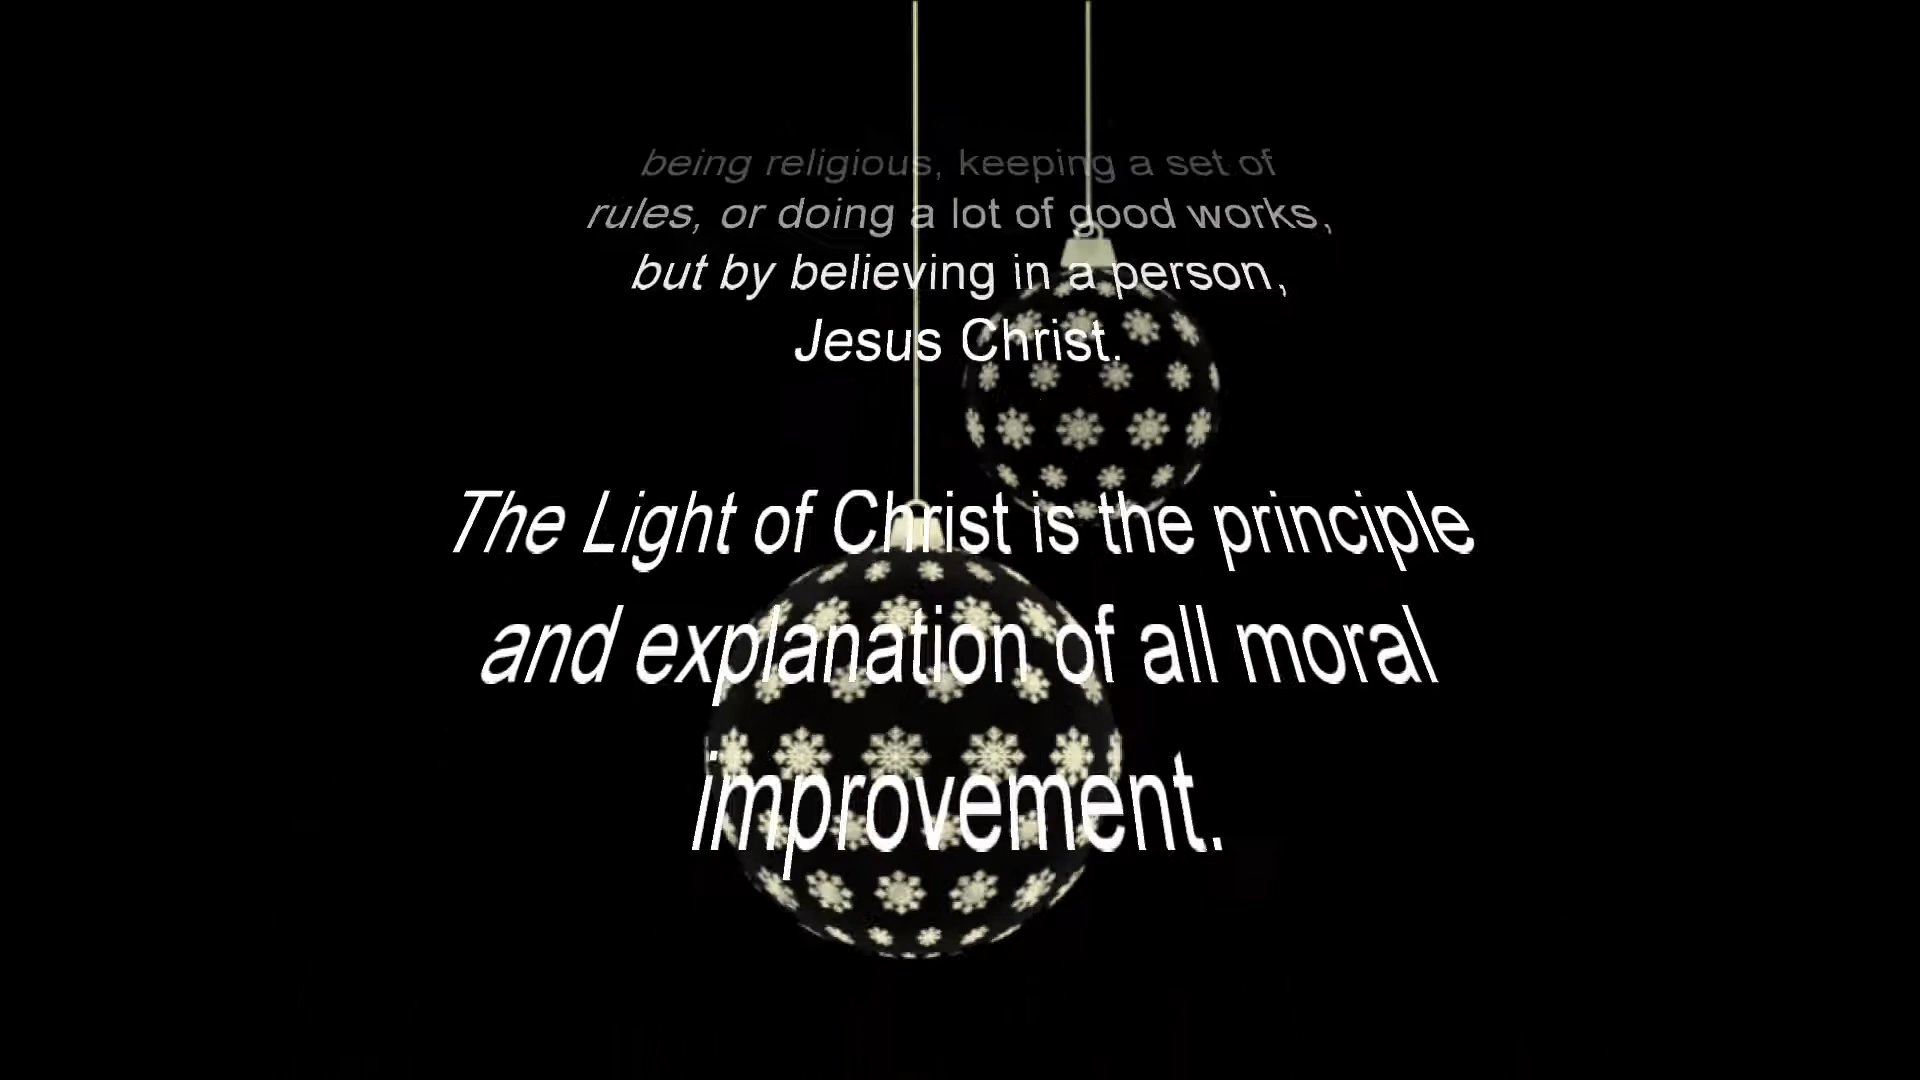 being religious, keeping a set of
rules, or doing a lot of good works,
but by believing in a person,
Jesus Christ.
The Light of Christ is the principle
and explanation of all moral
improvement.